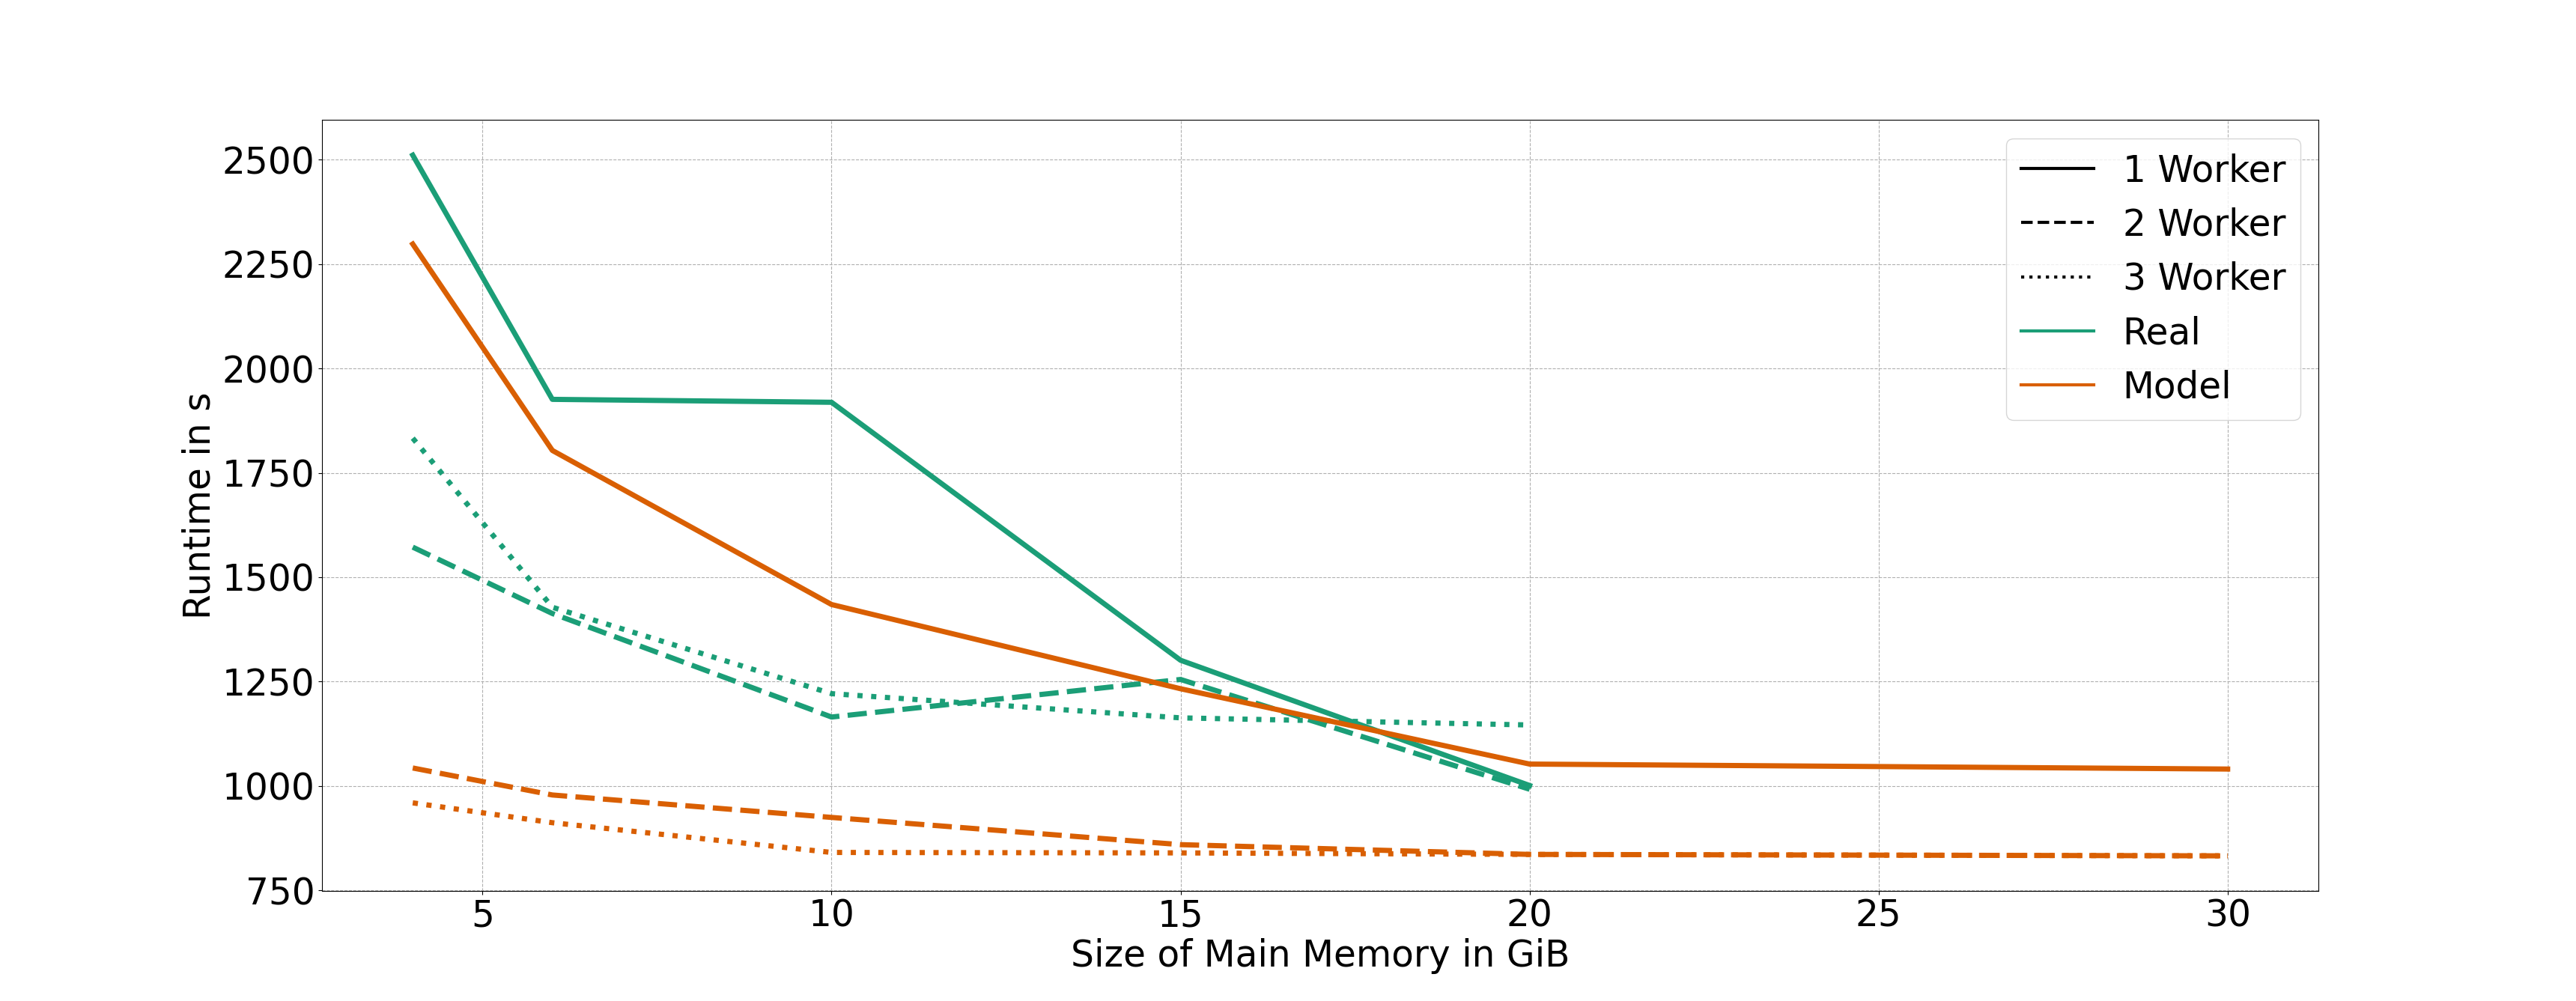 2500
2250
2000
1750
1500
1250
1000
750
Runtime in s
5 10 15 20 25 30
Size of Main Memory in GiB
1 Worker
2 Worker
3 Worker
Real
Model